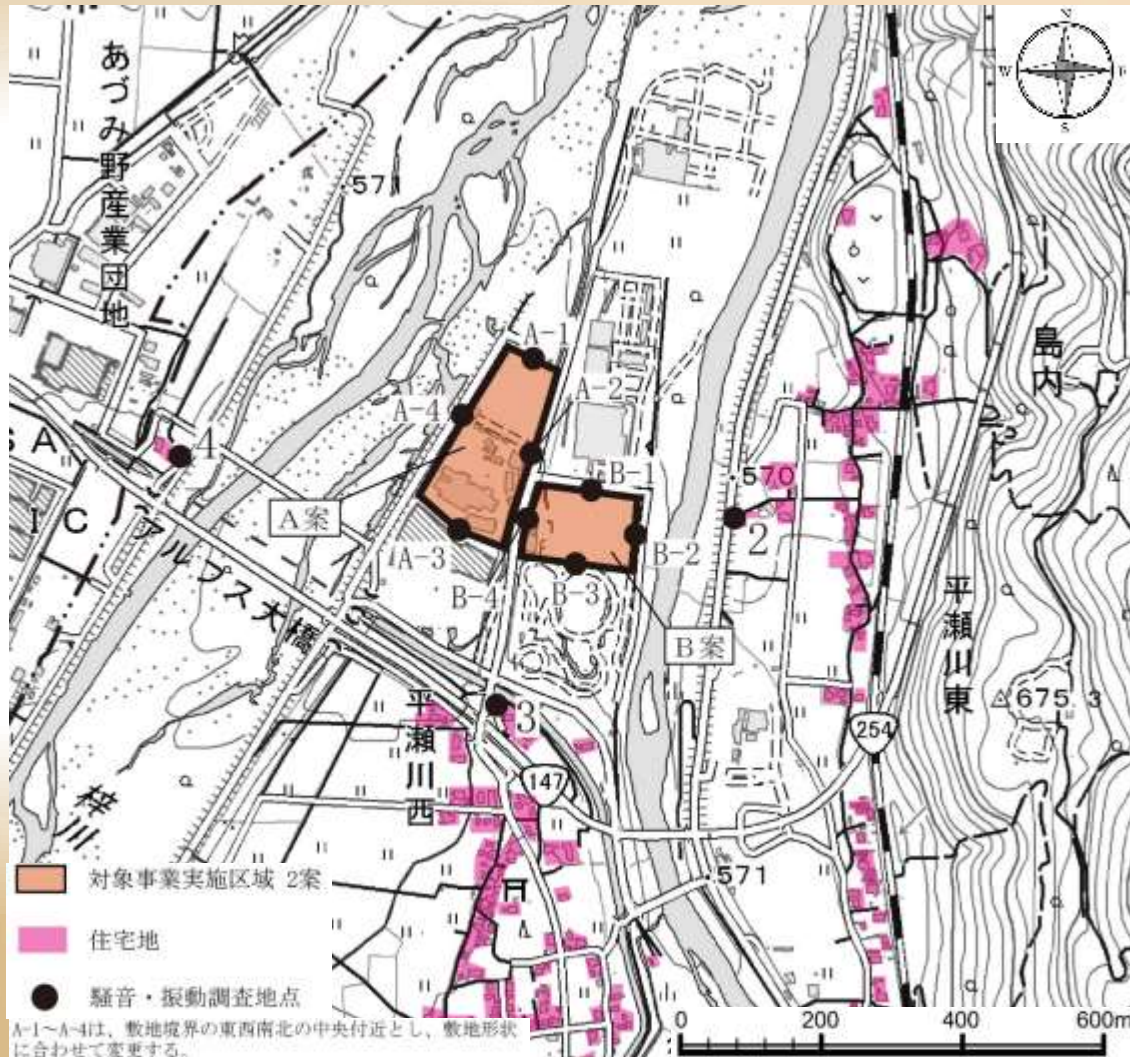 N
W
E
S
あづみ野産業団地
57
島内
A-1
A-2
A-4
4
B-1
A案
570
2
IC
A-3
B-2
B-4
B-3
アルプス大橋
B案
平瀬川東
675.3
3
254
平瀬川西
147
梓川
571
対象事業実施区域 2案
住宅地
騒音・振動調査地点
A-1～A-4は、敷地境界の東西南北の中央付近とし、敷地形状
に合わせて変更する。
0 200 400 600m